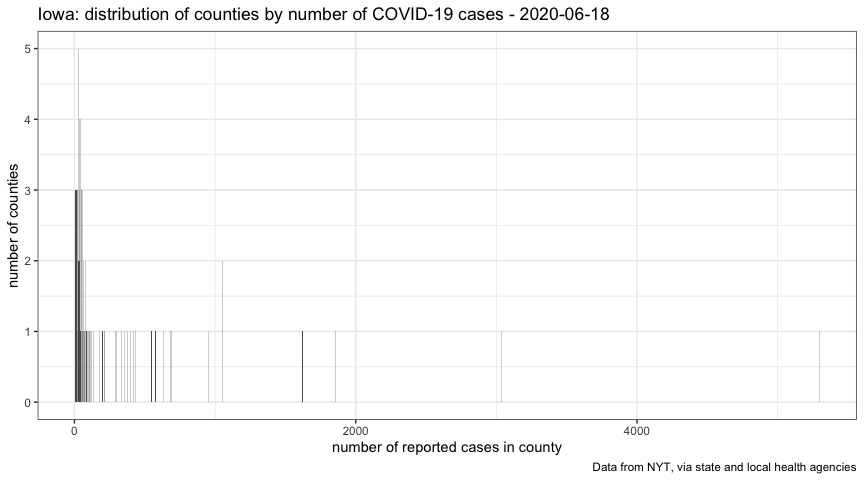 Iowa: distribution of counties by number of COVID-19 cases - 2020-06-18
5
4
3
2
1
0
number of counties
0 2000 4000
number of reported cases in county
Data from NYT, via state and local health agencies